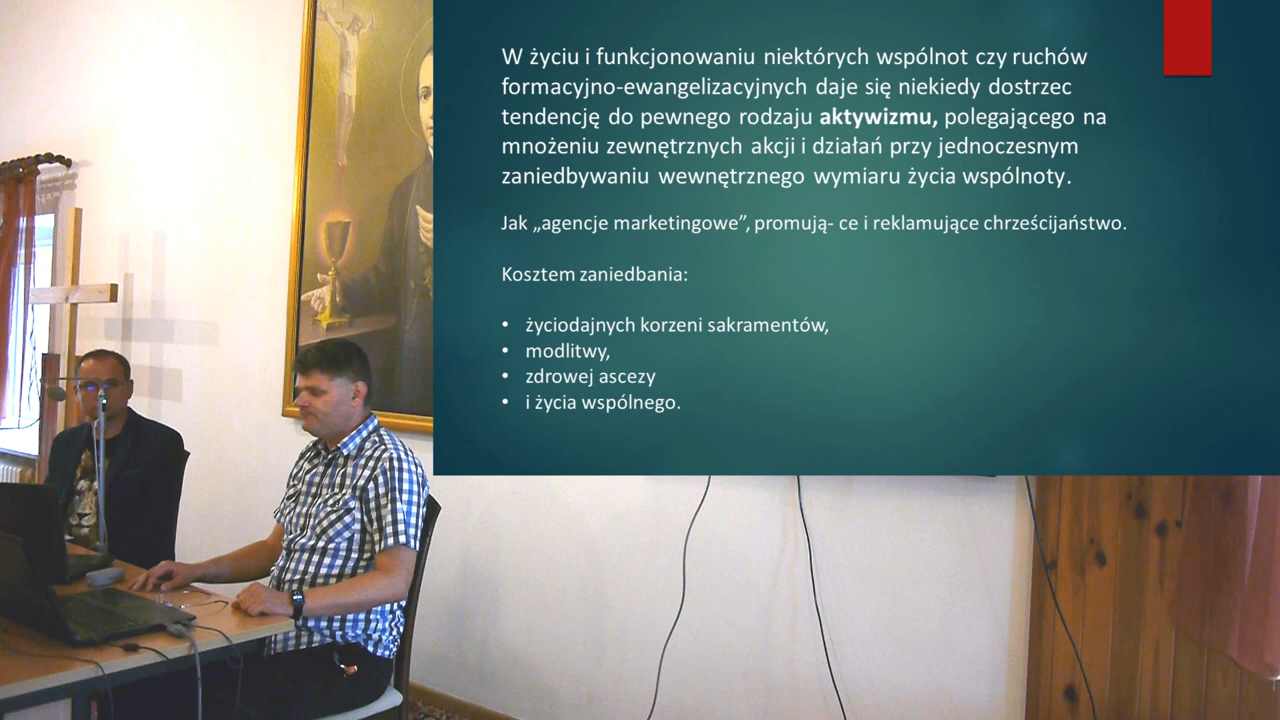 W życiu i funkcjonowaniu niektórych wspólnot czy ruchów
formacyjno-ewangelizacyjnych daje się niekiedy dostrzec
tendencję do pewnego rodzaju aktywizmu, polegającego na
mnożeniu zewnętrznych akcji i działań przy jednoczesnym
zaniedbywaniu wewnętrznego wymiaru życia wspólnoty.
Jak „agencje marketingowe”, promują- ce i reklamujące chrześcijaństwo.
Kosztem zaniedbania:
• życiodajnych korzeni sakramentów,
• modlitwy,
• zdrowej ascezy
• i życia wspólnego.